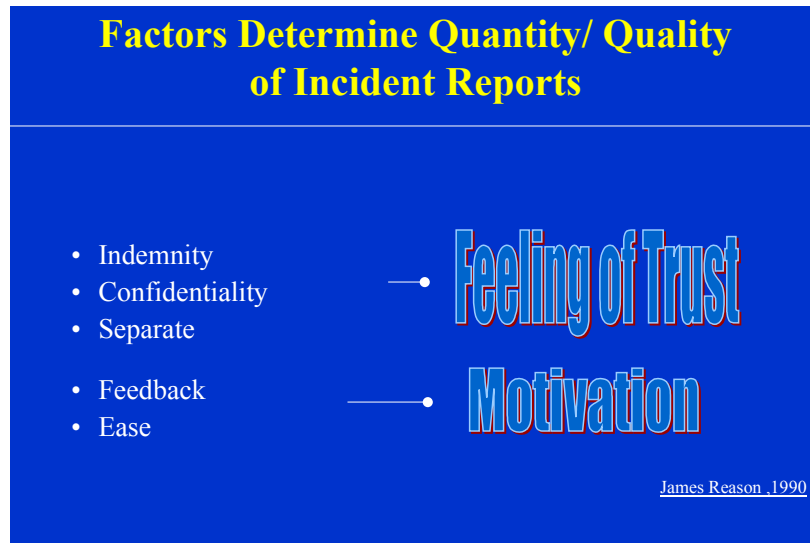 Factors Determine Quantity/ Quality
of Incident Reports
• Indemnity
• Confidentiality
• Separate
Feeling of Trust
• Feedback
• Ease
Motivation
James Reason ,1990